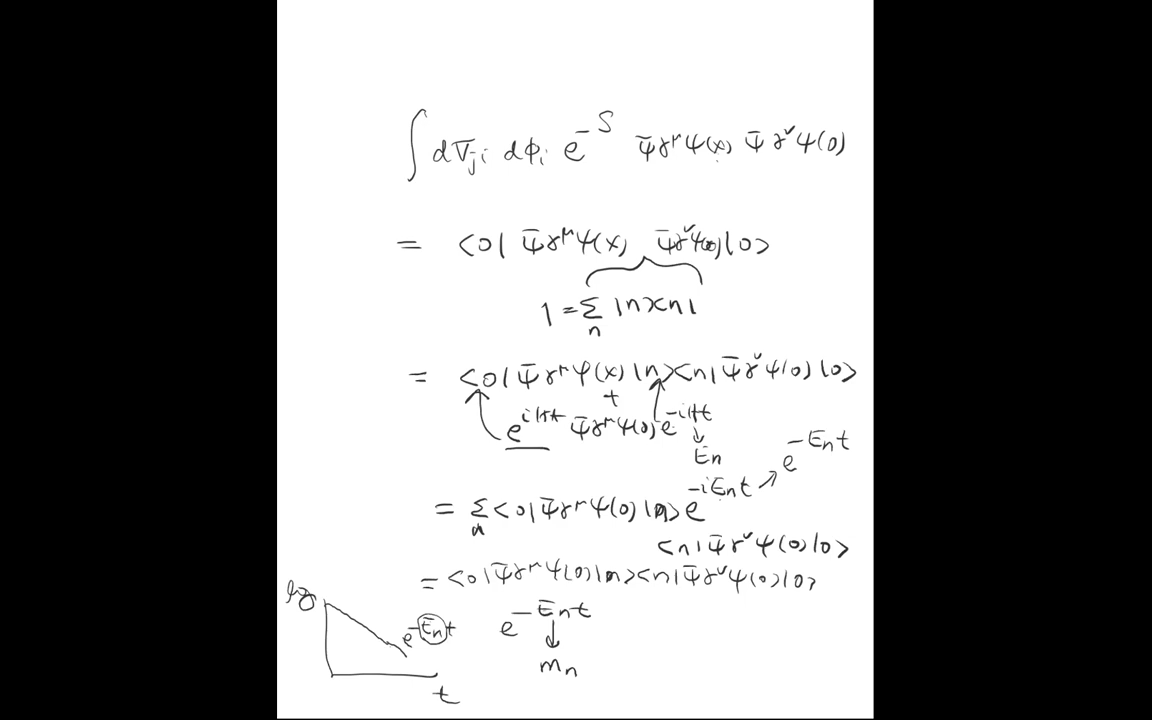 ∫ dU_ji dφ_i e^{-S} ψ̄γ^μψ(x) ψ̄γ^νψ(0)
= <0| ψ̄γ^μψ(x) ψ̄γ^νψ(0) |0>
1 = Σ_n |n><n|
= <0| ψ̄γ^μψ(x) |n><n| ψ̄γ^νψ(0) |0>
t
e^{iHt} ψ̄γ^μψ(0) e^{-iHt}
E_n
e^{-E_n t}
= Σ_n <0| ψ̄γ^μψ(0) |n> e^{-iE_n t}
<n| ψ̄γ^νψ(0) |0>
= <0| ψ̄γ^μψ(0) |n><n| ψ̄γ^νψ(0) |0>
e^{-E_n t}
m_n
log
e^{-E_n t}
t